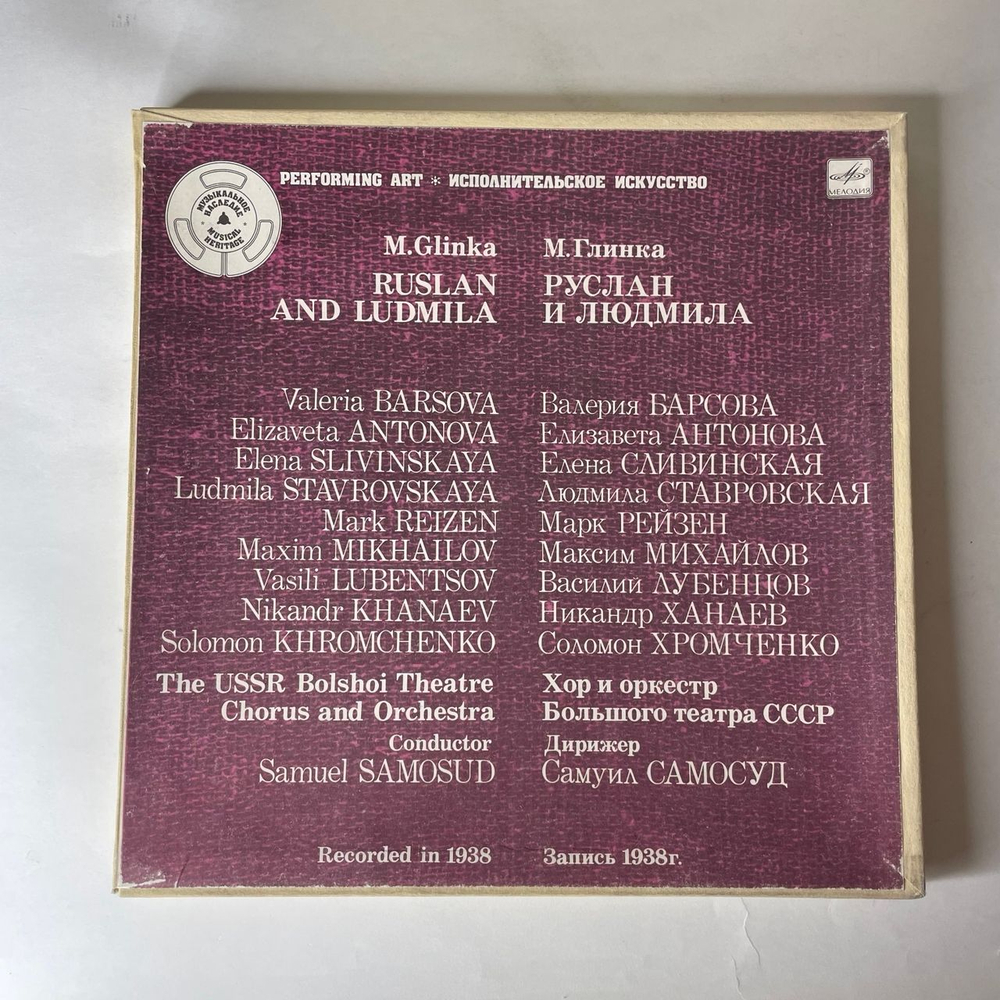 PERFORMING ART * ИСПОЛНИТЕЛЬСКОЕ ИСКУССТВО
МУЗЫКАЛЬНОЕ
НАСЛЕДИЕ
MUSICAL
HERITAGE
МЕЛОДИЯ
M.Glinka
RUSLAN
AND LUDMILA
М.Глинка
РУСЛАН
И ЛЮДМИЛА
Valeria BARSOVA
Elizaveta ANTONOVA
Elena SLIVINSKAYA
Ludmila STAVROVSKAYA
Mark REIZEN
Maxim MIKHAILOV
Vasili LUBENTSOV
Nikandr KHANAEV
Solomon KHROMCHENKO
The USSR Bolshoi Theatre
Chorus and Orchestra
Conductor
Samuel SAMOSUD
Recorded in 1938
Валерия БАРСОВА
Елизавета АНТОНОВА
Елена СЛИВИНСКАЯ
Людмила СТАВРОВСКАЯ
Марк РЕЙЗЕН
Максим МИХАЙЛОВ
Василий ЛУБЕНЦОВ
Никандр ХАНАЕВ
Соломон ХРОМЧЕНКО
Хор и оркестр
Большого театра СССР
Дирижер
Самуил САМОСУД
Запись 1938г.